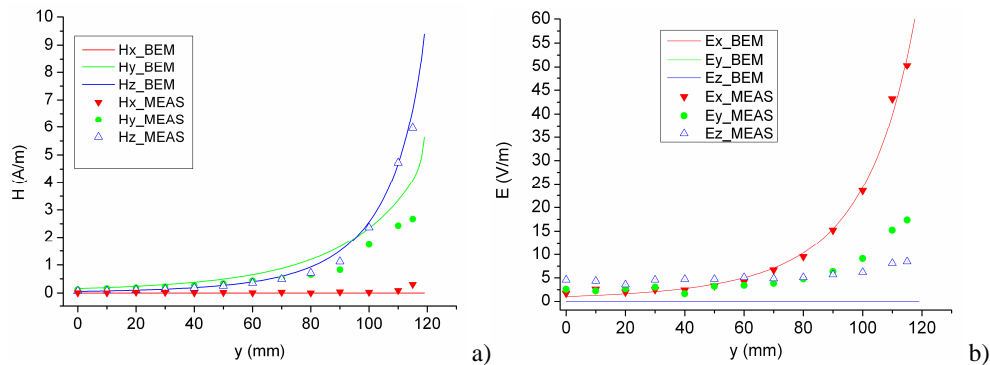 10
9
8
7
6
5
4
3
2
1
0
H (A/m)
Hx_BEM
Hy_BEM
Hz_BEM
Hx_MEAS
Hy_MEAS
Hz_MEAS
0 20 40 60 80 100 120
y (mm)
a)
60
55
50
45
40
35
30
25
20
15
10
5
0
E (V/m)
Ex_BEM
Ey_BEM
Ez_BEM
Ex_MEAS
Ey_MEAS
Ez_MEAS
0 20 40 60 80 100 120
y (mm)
b)